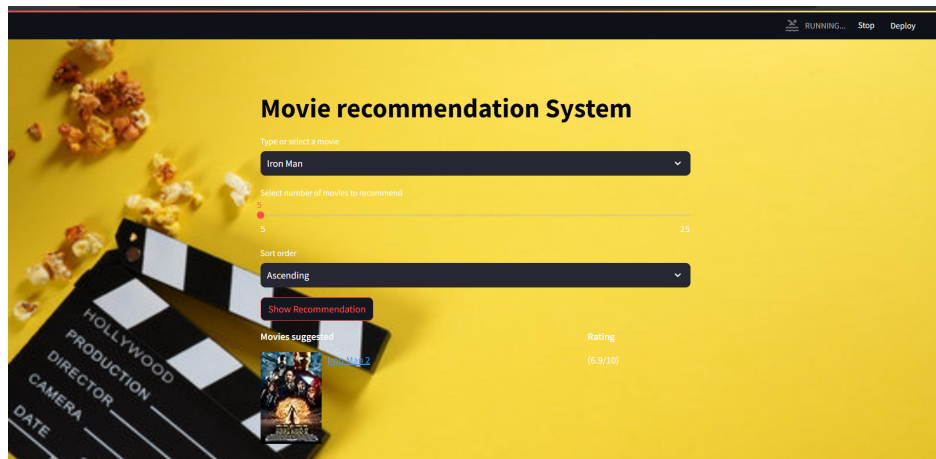 RUNNING... Stop Deploy
Movie recommendation System
Type or select a movie
Iron Man
Select number of movies to recommend
5
5 25
Sort order
Ascending
Show Recommendation
Movies suggested Rating
Iron Man 2 (6.9/10)
HOLLYWOOD
PRODUCTION
DIRECTOR
CAMERA
DATE